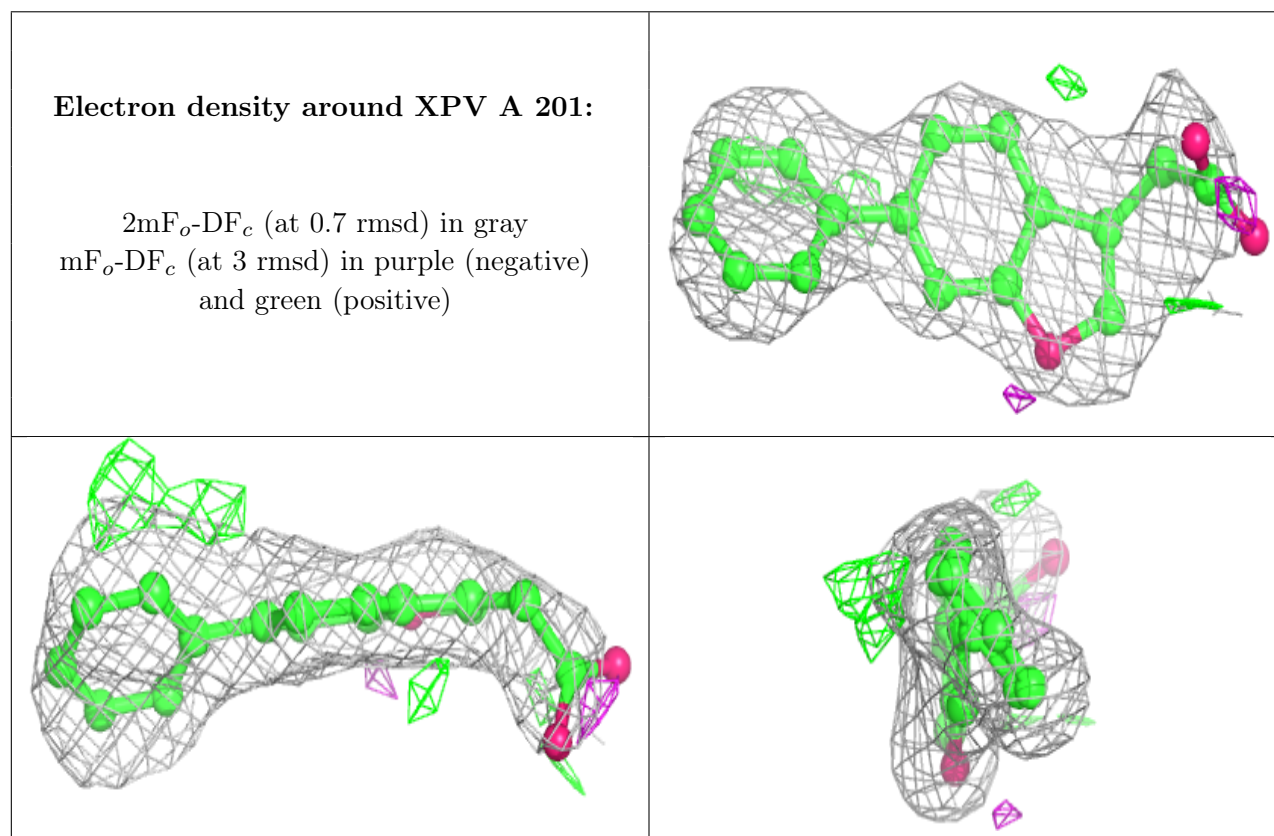 Electron density around XPV A 201:
2mFo-DFc (at 0.7 rmsd) in gray
mFo-DFc (at 3 rmsd) in purple (negative)
and green (positive)